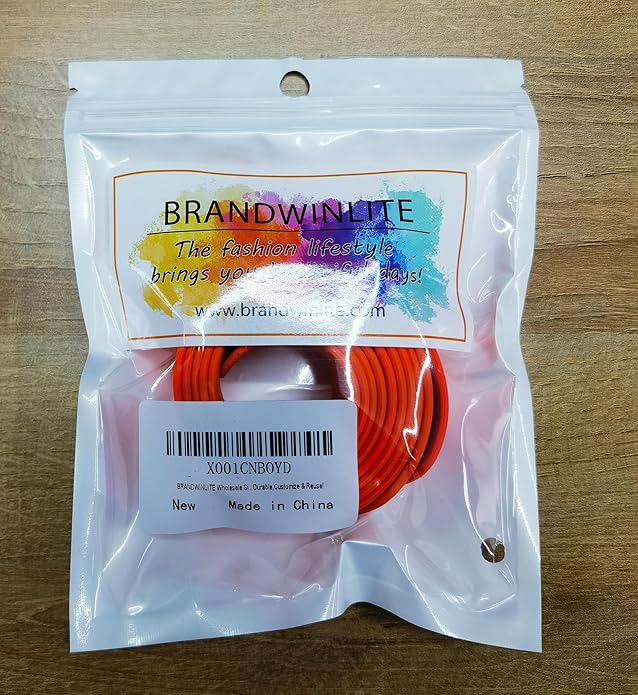 BRANDWINLITE
The fashion lifestyle
brings you days!
www.brandwinlite.com
X001CNBOYD
BRANDWINLITE Wholesale Si...Durable,Customize & Reuse!
New Made in China